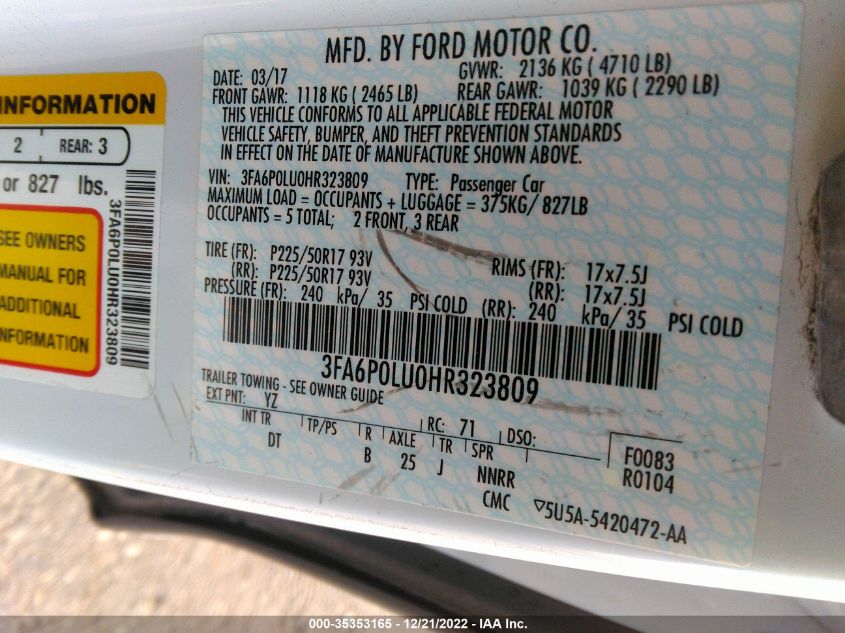 INFORMATION
2 REAR: 3
or 827 lbs.
SEE OWNERS
MANUAL FOR
ADDITIONAL
INFORMATION
3FA6P0LU0HR323809
MFD. BY FORD MOTOR CO.
DATE: 03/17 GVWR: 2136 KG ( 4710 LB)
FRONT GAWR: 1118 KG ( 2465 LB) REAR GAWR: 1039 KG ( 2290 LB)
THIS VEHICLE CONFORMS TO ALL APPLICABLE FEDERAL MOTOR
VEHICLE SAFETY, BUMPER, AND THEFT PREVENTION STANDARDS
IN EFFECT ON THE DATE OF MANUFACTURE SHOWN ABOVE.
VIN: 3FA6P0LU0HR323809 TYPE: Passenger Car
MAXIMUM LOAD = OCCUPANTS + LUGGAGE = 375KG/ 827LB
OCCUPANTS = 5 TOTAL; 2 FRONT, 3 REAR
TIRE (FR): P225/50R17 93V RIMS (FR): 17x7.5J
(RR): P225/50R17 93V (RR): 17x7.5J
PRESSURE (FR): 240 kPa/ 35 PSI COLD (RR): 240 kPa/ 35 PSI COLD
3FA6P0LU0HR323809
TRAILER TOWING - SEE OWNER GUIDE
EXT PNT: YZ RC: 71 DSO:
INT TR TP/PS R AXLE TR SPR F0083
DT B 25 J NNRR R0104
CMC ▽5U5A-5420472-AA
000-35353165 - 12/21/2022 - IAA Inc.